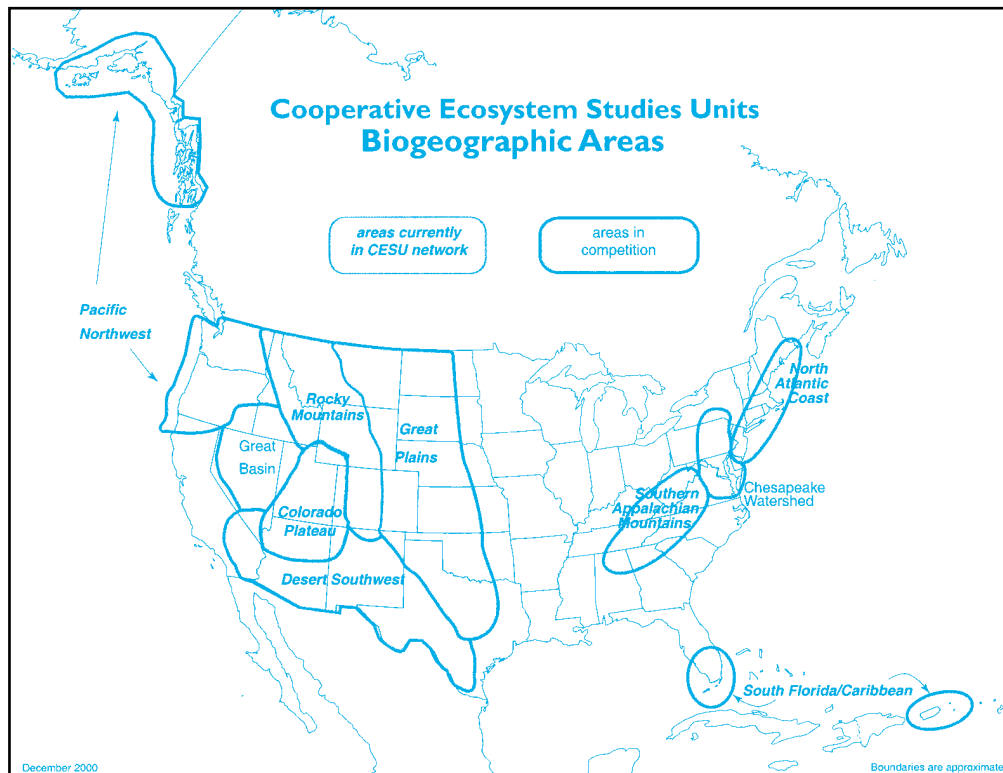 Cooperative Ecosystem Studies Units
Biogeographic Areas
areas currently
in CESU network
areas in
competition
Pacific
Northwest
Rocky
Mountains
Great
Plains
North
Atlantic
Coast
Great
Basin
Colorado
Plateau
Southern
Appalachian
Mountains
Chesapeake
Watershed
Desert Southwest
South Florida/Caribbean
December 2000
Boundaries are approximate